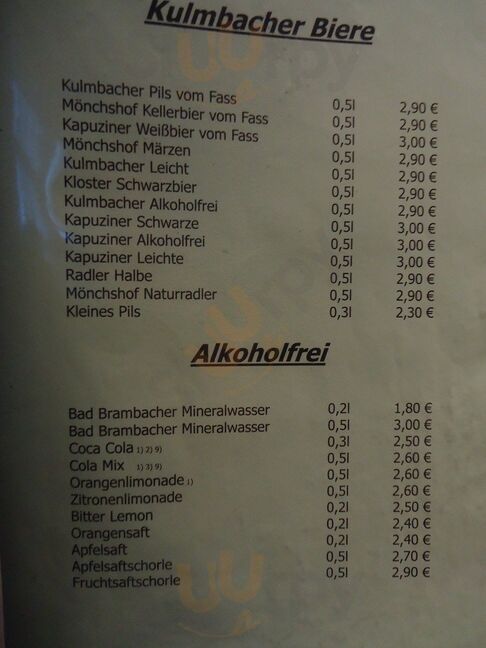 Kulmbacher Biere
Kulmbacher Pils vom Fass 0,5l 2,90 €
Mönchshof Kellerbier vom Fass 0,5l 2,90 €
Kapuziner Weißbier vom Fass 0,5l 3,00 €
Mönchshof Märzen 0,5l 2,90 €
Kulmbacher Leicht 0,5l 2,90 €
Kloster Schwarzbier 0,5l 2,90 €
Kulmbacher Alkoholfrei 0,5l 2,90 €
Kapuziner Schwarze 0,5l 3,00 €
Kapuziner Alkoholfrei 0,5l 3,00 €
Kapuziner Leichte 0,5l 3,00 €
Radler Halbe 0,5l 2,90 €
Mönchshof Naturradler 0,5l 2,90 €
Kleines Pils 0,3l 2,30 €
Alkoholfrei
Bad Brambacher Mineralwasser 0,2l 1,80 €
Bad Brambacher Mineralwasser 0,5l 3,00 €
Coca Cola 1) 2) 9) 0,3l 2,50 €
Cola Mix 1) 3) 9) 0,5l 2,60 €
Orangenlimonade 1) 0,5l 2,60 €
Zitronenlimonade 0,5l 2,60 €
Bitter Lemon 0,2l 2,50 €
Orangensaft 0,2l 2,40 €
Apfelsaft 0,2l 2,40 €
Apfelsaftschorle 0,5l 2,70 €
Fruchtsaftschorle 0,5l 2,90 €